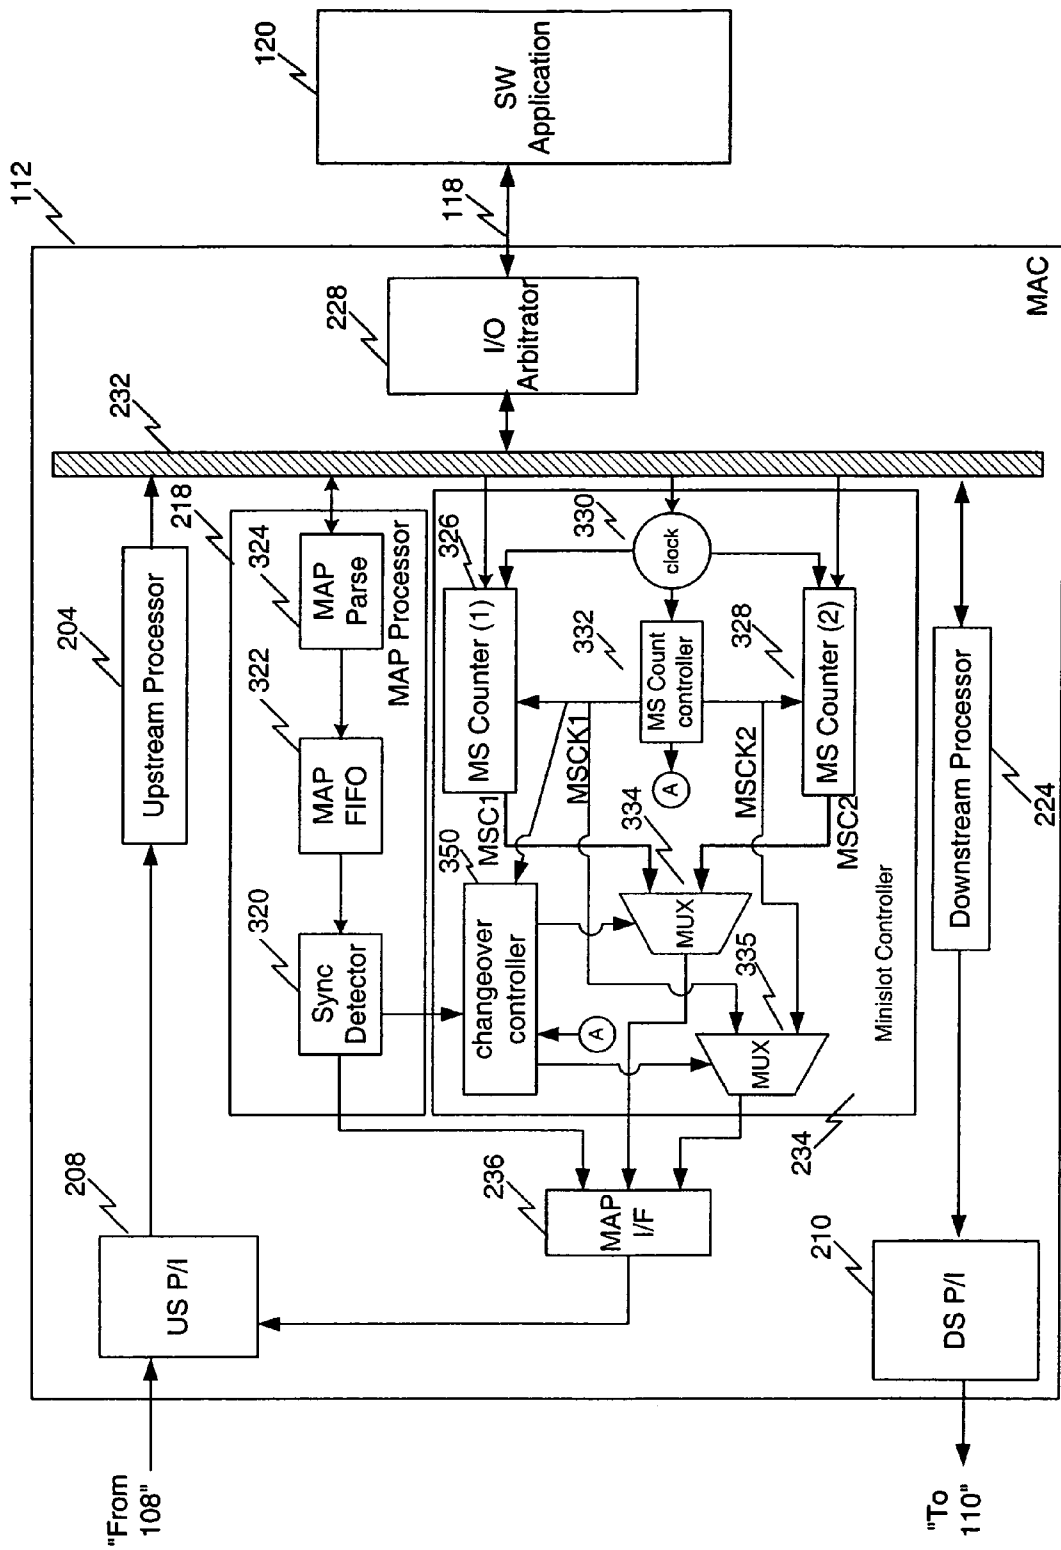 "From
108"
208
US P/I
204
Upstream Processor
232
112
120
SW
Application
118
228
I/O
Arbitrator
MAC
218
320
Sync
Detector
322
MAP
FIFO
324
MAP
Parse
MAP Processor
236
MAP
I/F
350
changeover
controller
A
MSC1
MS Counter (1)
326
MSCK1
332
MS Count
controller
A
330
clock
MSCK2
334
MUX
335
MUX
MSC2
MS Counter (2)
328
Minislot Controller
234
210
DS P/I
Downstream Processor
224
"To
110"